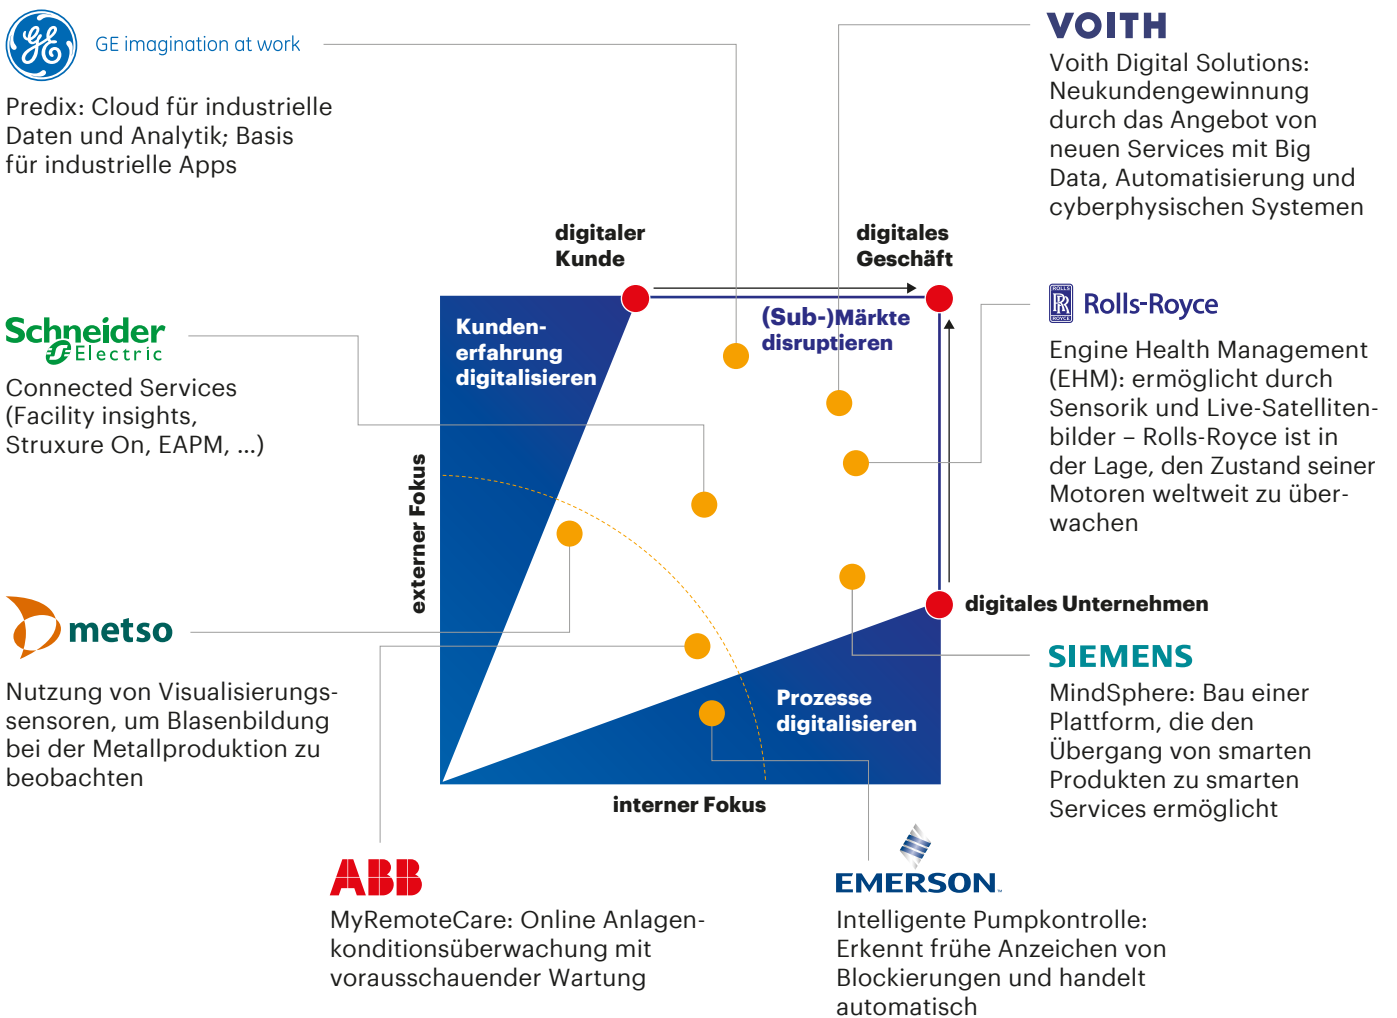 GE imagination at work
Predix: Cloud für industrielle
Daten und Analytik; Basis
für industrielle Apps
VOITH
Voith Digital Solutions:
Neukundengewinnung
durch das Angebot von
neuen Services mit Big
Data, Automatisierung und
cyberphysischen Systemen
digitaler
Kunde
digitales
Geschäft
Schneider
Electric
Connected Services
(Facility insights,
Struxure On, EAPM, ...)
Kunden-
erfahrung
digitalisieren
(Sub-)Märkte
disruptieren
ROLLS
RR
ROYCE
Rolls-Royce
Engine Health Management
(EHM): ermöglicht durch
Sensorik und Live-Satelliten-
bilder – Rolls-Royce ist in
der Lage, den Zustand seiner
Motoren weltweit zu über-
wachen
externer Fokus
digitales Unternehmen
metso
Nutzung von Visualisierungs-
sensoren, um Blasenbildung
bei der Metallproduktion zu
beobachten
Prozesse
digitalisieren
interner Fokus
SIEMENS
MindSphere: Bau einer
Plattform, die den
Übergang von smarten
Produkten zu smarten
Services ermöglicht
ABB
MyRemoteCare: Online Anlagen-
konditionsüberwachung mit
vorausschauender Wartung
EMERSON
Intelligente Pumpkontrolle:
Erkennt frühe Anzeichen von
Blockierungen und handelt
automatisch